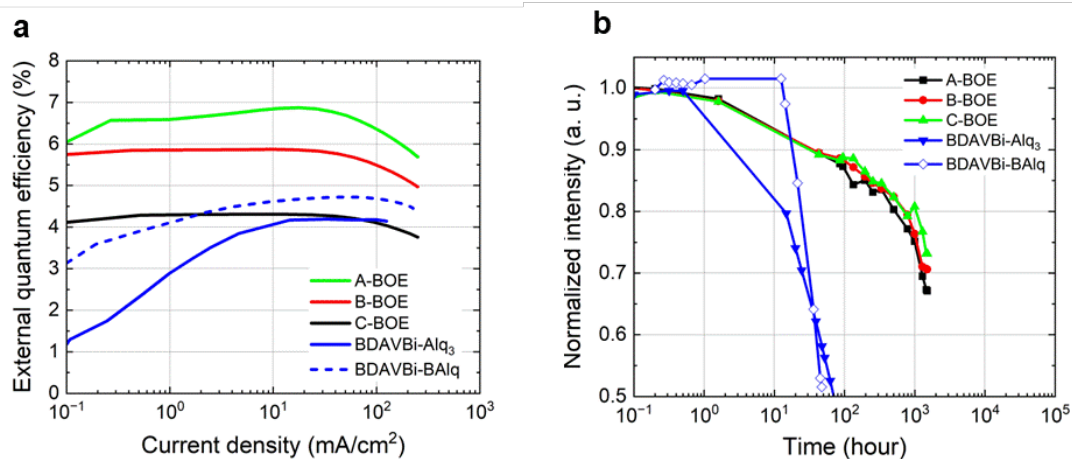 a
External quantum efficiency (%)
8
7
6
5
4
3
2
1
0
A-BOE
B-BOE
C-BOE
BDAVBi-Alq₃
BDAVBi-BAlq
10⁻¹ 10⁰ 10¹ 10² 10³
Current density (mA/cm²)
b
Normalized intensity (a. u.)
1.0
0.9
0.8
0.7
0.6
0.5
A-BOE
B-BOE
C-BOE
BDAVBi-Alq₃
BDAVBi-BAlq
10⁻¹ 10⁰ 10¹ 10² 10³ 10⁴ 10⁵
Time (hour)